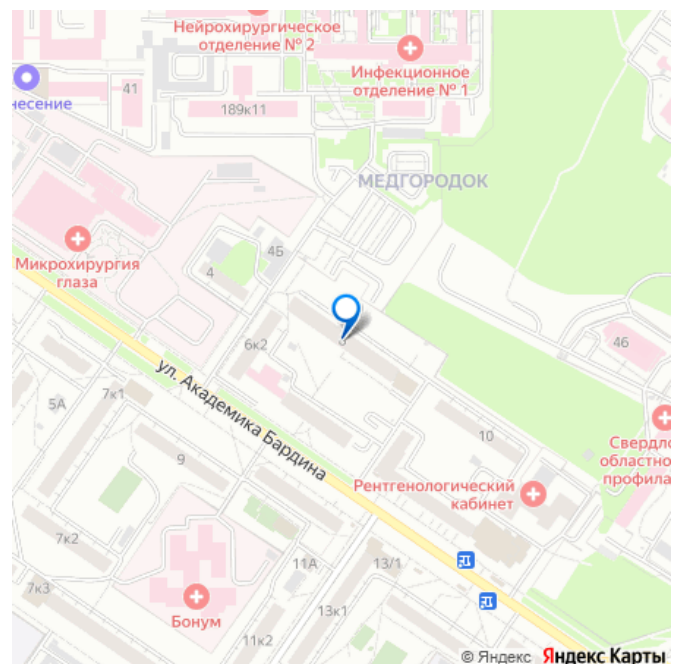 Нейрохирургическое
отделение № 2
Инфекционное
отделение № 1
несение
41
189к11
МЕДГОРОДОК
Микрохирургия
глаза
4Б
4
46
6к2
ул. Академика Бардина
5А
7к1
10
Свердло
областно
профила
9
Рентгенологический
кабинет
7к2
7к3
Бонум
11А
13/1
13к1
11к2
© Яндекс Яндекс Карты